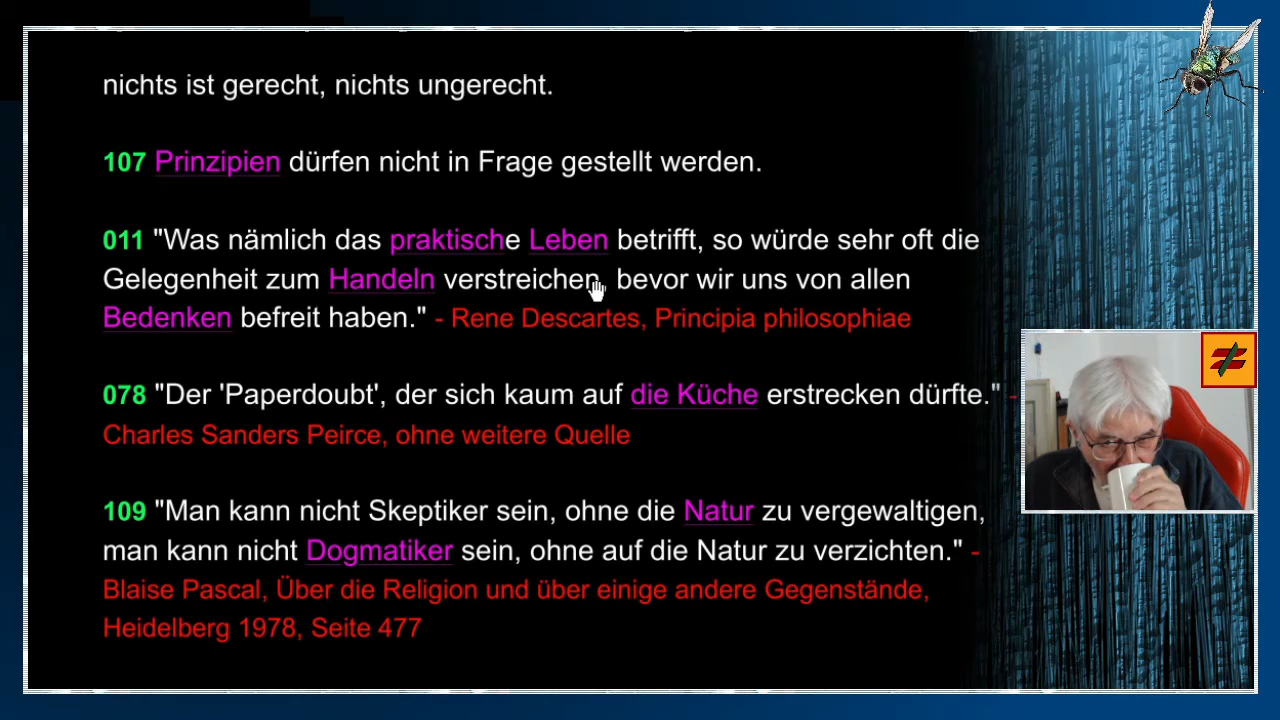 nichts ist gerecht, nichts ungerecht.
107 Prinzipien dürfen nicht in Frage gestellt werden.
011 "Was nämlich das praktische Leben betrifft, so würde sehr oft die
Gelegenheit zum Handeln verstreichen, bevor wir uns von allen
Bedenken befreit haben." - Rene Descartes, Principia philosophiae
078 "Der 'Paperdoubt', der sich kaum auf die Küche erstrecken dürfte." -
Charles Sanders Peirce, ohne weitere Quelle
109 "Man kann nicht Skeptiker sein, ohne die Natur zu vergewaltigen,
man kann nicht Dogmatiker sein, ohne auf die Natur zu verzichten." -
Blaise Pascal, Über die Religion und über einige andere Gegenstände,
Heidelberg 1978, Seite 477